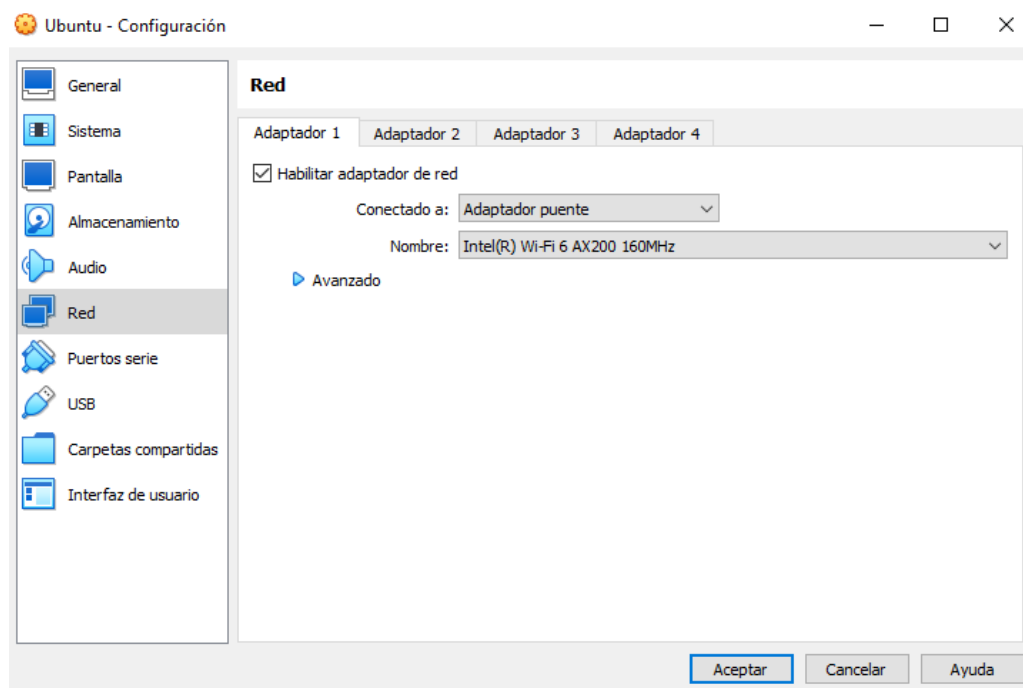 Ubuntu - Configuración
General
Sistema
Pantalla
Almacenamiento
Audio
Red
Puertos serie
USB
Carpetas compartidas
Interfaz de usuario
Red
Adaptador 1 Adaptador 2 Adaptador 3 Adaptador 4
Habilitar adaptador de red
Conectado a: Adaptador puente
Nombre: Intel(R) Wi-Fi 6 AX200 160MHz
Avanzado
Aceptar Cancelar Ayuda